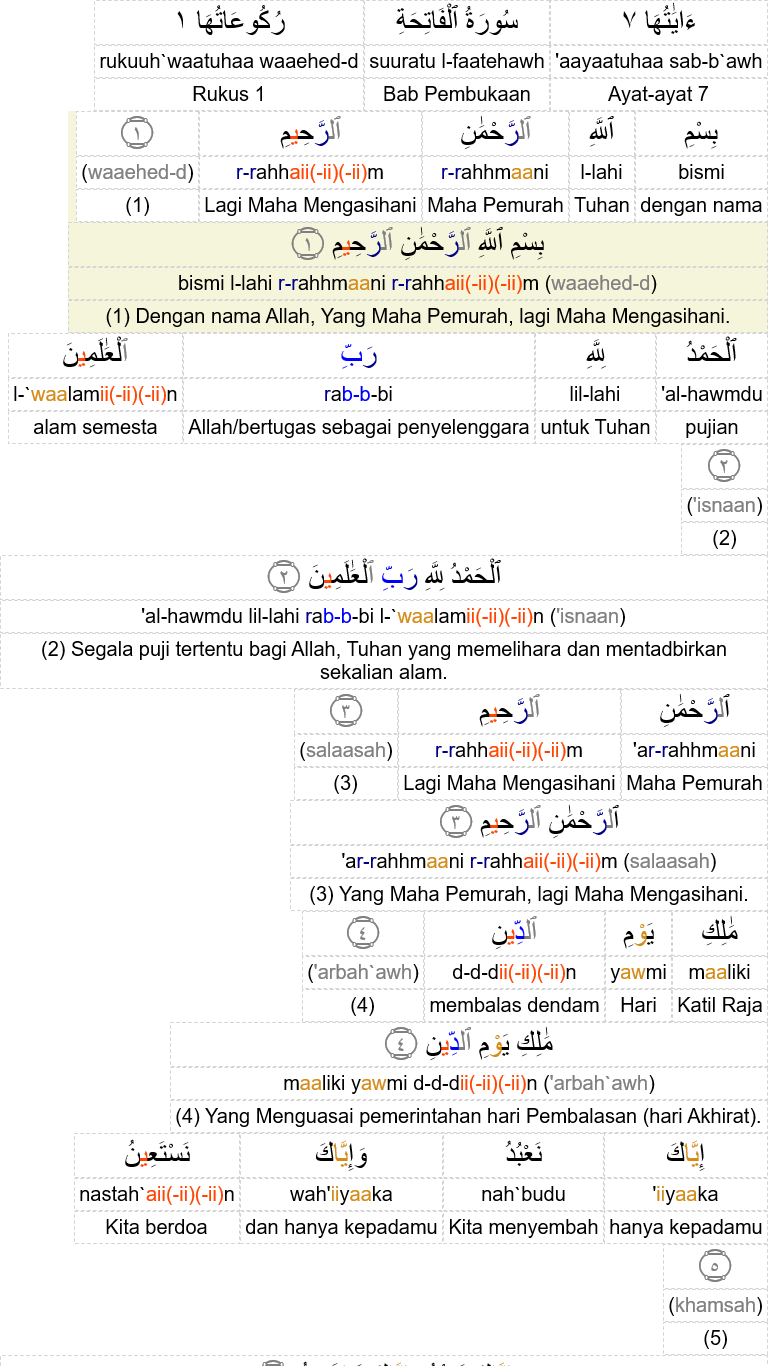 ءَايَٰتُهَا ٧ سُورَةُ ٱلْفَاتِحَةِ رُكُوعَاتُهَا ١
'aayaatuhaa sab-b`awh suuratu l-faatehawh rukuuh`waatuhaa waaehed-d
Ayat-ayat 7 Bab Pembukaan Rukus 1
بِسْمِ ٱللَّهِ ٱلرَّحْمَٰنِ ٱلرَّحِيمِ ١
bismi l-lahi r-rahhmaani r-rahhaii(-ii)(-ii)m (waaehed-d)
dengan nama Tuhan Maha Pemurah Lagi Maha Mengasihani (1)
بِسْمِ ٱللَّهِ ٱلرَّحْمَٰنِ ٱلرَّحِيمِ ١
bismi l-lahi r-rahhmaani r-rahhaii(-ii)(-ii)m (waaehed-d)
(1) Dengan nama Allah, Yang Maha Pemurah, lagi Maha Mengasihani.
ٱلْحَمْدُ لِلَّهِ رَبِّ ٱلْعَٰلَمِينَ
'al-hawmdu lil-lahi rab-b-bi l-`waalamii(-ii)(-ii)n
pujian untuk Tuhan Allah/bertugas sebagai penyelenggara alam semesta
٢
('isnaan)
(2)
ٱلْحَمْدُ لِلَّهِ رَبِّ ٱلْعَٰلَمِينَ ٢
'al-hawmdu lil-lahi rab-b-bi l-`waalamii(-ii)(-ii)n ('isnaan)
(2) Segala puji tertentu bagi Allah, Tuhan yang memelihara dan mentadbirkan
sekalian alam.
ٱلرَّحْمَٰنِ ٱلرَّحِيمِ ٣
'ar-rahhmaani r-rahhaii(-ii)(-ii)m (salaasah)
Maha Pemurah Lagi Maha Mengasihani (3)
ٱلرَّحْمَٰنِ ٱلرَّحِيمِ ٣
'ar-rahhmaani r-rahhaii(-ii)(-ii)m (salaasah)
(3) Yang Maha Pemurah, lagi Maha Mengasihani.
مَٰلِكِ يَوْمِ ٱلدِّينِ ٤
maaliki yawmi d-d-dii(-ii)(-ii)n ('arbah`awh)
Katil Raja Hari membalas dendam (4)
مَٰلِكِ يَوْمِ ٱلدِّينِ ٤
maaliki yawmi d-d-dii(-ii)(-ii)n ('arbah`awh)
(4) Yang Menguasai pemerintahan hari Pembalasan (hari Akhirat).
إِيَّاكَ نَعْبُدُ وَإِيَّاكَ نَسْتَعِينُ
'iiyaaka nah`budu wah'iiyaaka nastah`aii(-ii)(-ii)n
hanya kepadamu Kita menyembah dan hanya kepadamu Kita berdoa
٥
(khamsah)
(5)